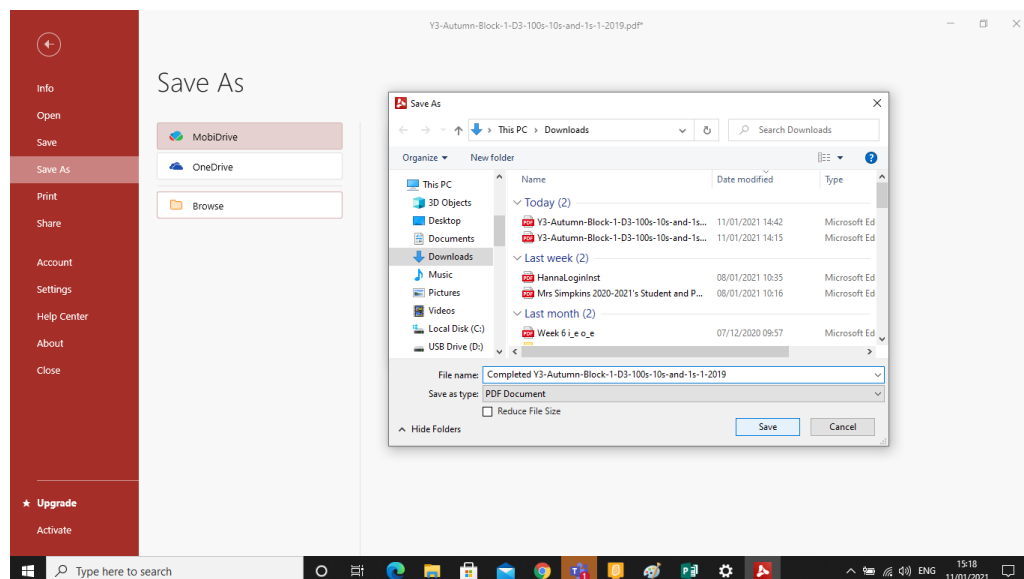 Y3-Autumn-Block-1-D3-100s-10s-and-1s-1-2019.pdf*
Info
Open
Save
Save As
Print
Share
Account
Settings
Help Center
About
Close
Upgrade
Activate
Save As
MobiDrive
OneDrive
Browse
Save As
This PC > Downloads
Search Downloads
Organize
New folder
This PC
3D Objects
Desktop
Documents
Downloads
Music
Pictures
Videos
Local Disk (C:)
USB Drive (D:)
Name Date modified Type
Today (2)
Y3-Autumn-Block-1-D3-100s-10s-and-1s... 11/01/2021 14:42 Microsoft Ed
Y3-Autumn-Block-1-D3-100s-10s-and-1s... 11/01/2021 14:15 Microsoft Ed
Last week (2)
HannaLoginInst 08/01/2021 10:35 Microsoft Ed
Mrs Simpkins 2020-2021's Student and P... 08/01/2021 10:16 Microsoft Ed
Last month (2)
Week 6 i_e o_e 07/12/2020 09:57 Microsoft Ed
File name: Completed Y3-Autumn-Block-1-D3-100s-10s-and-1s-1-2019
Save as type: PDF Document
Reduce File Size
Hide Folders
Save
Cancel
Type here to search
ENG
15:18
11/01/2021